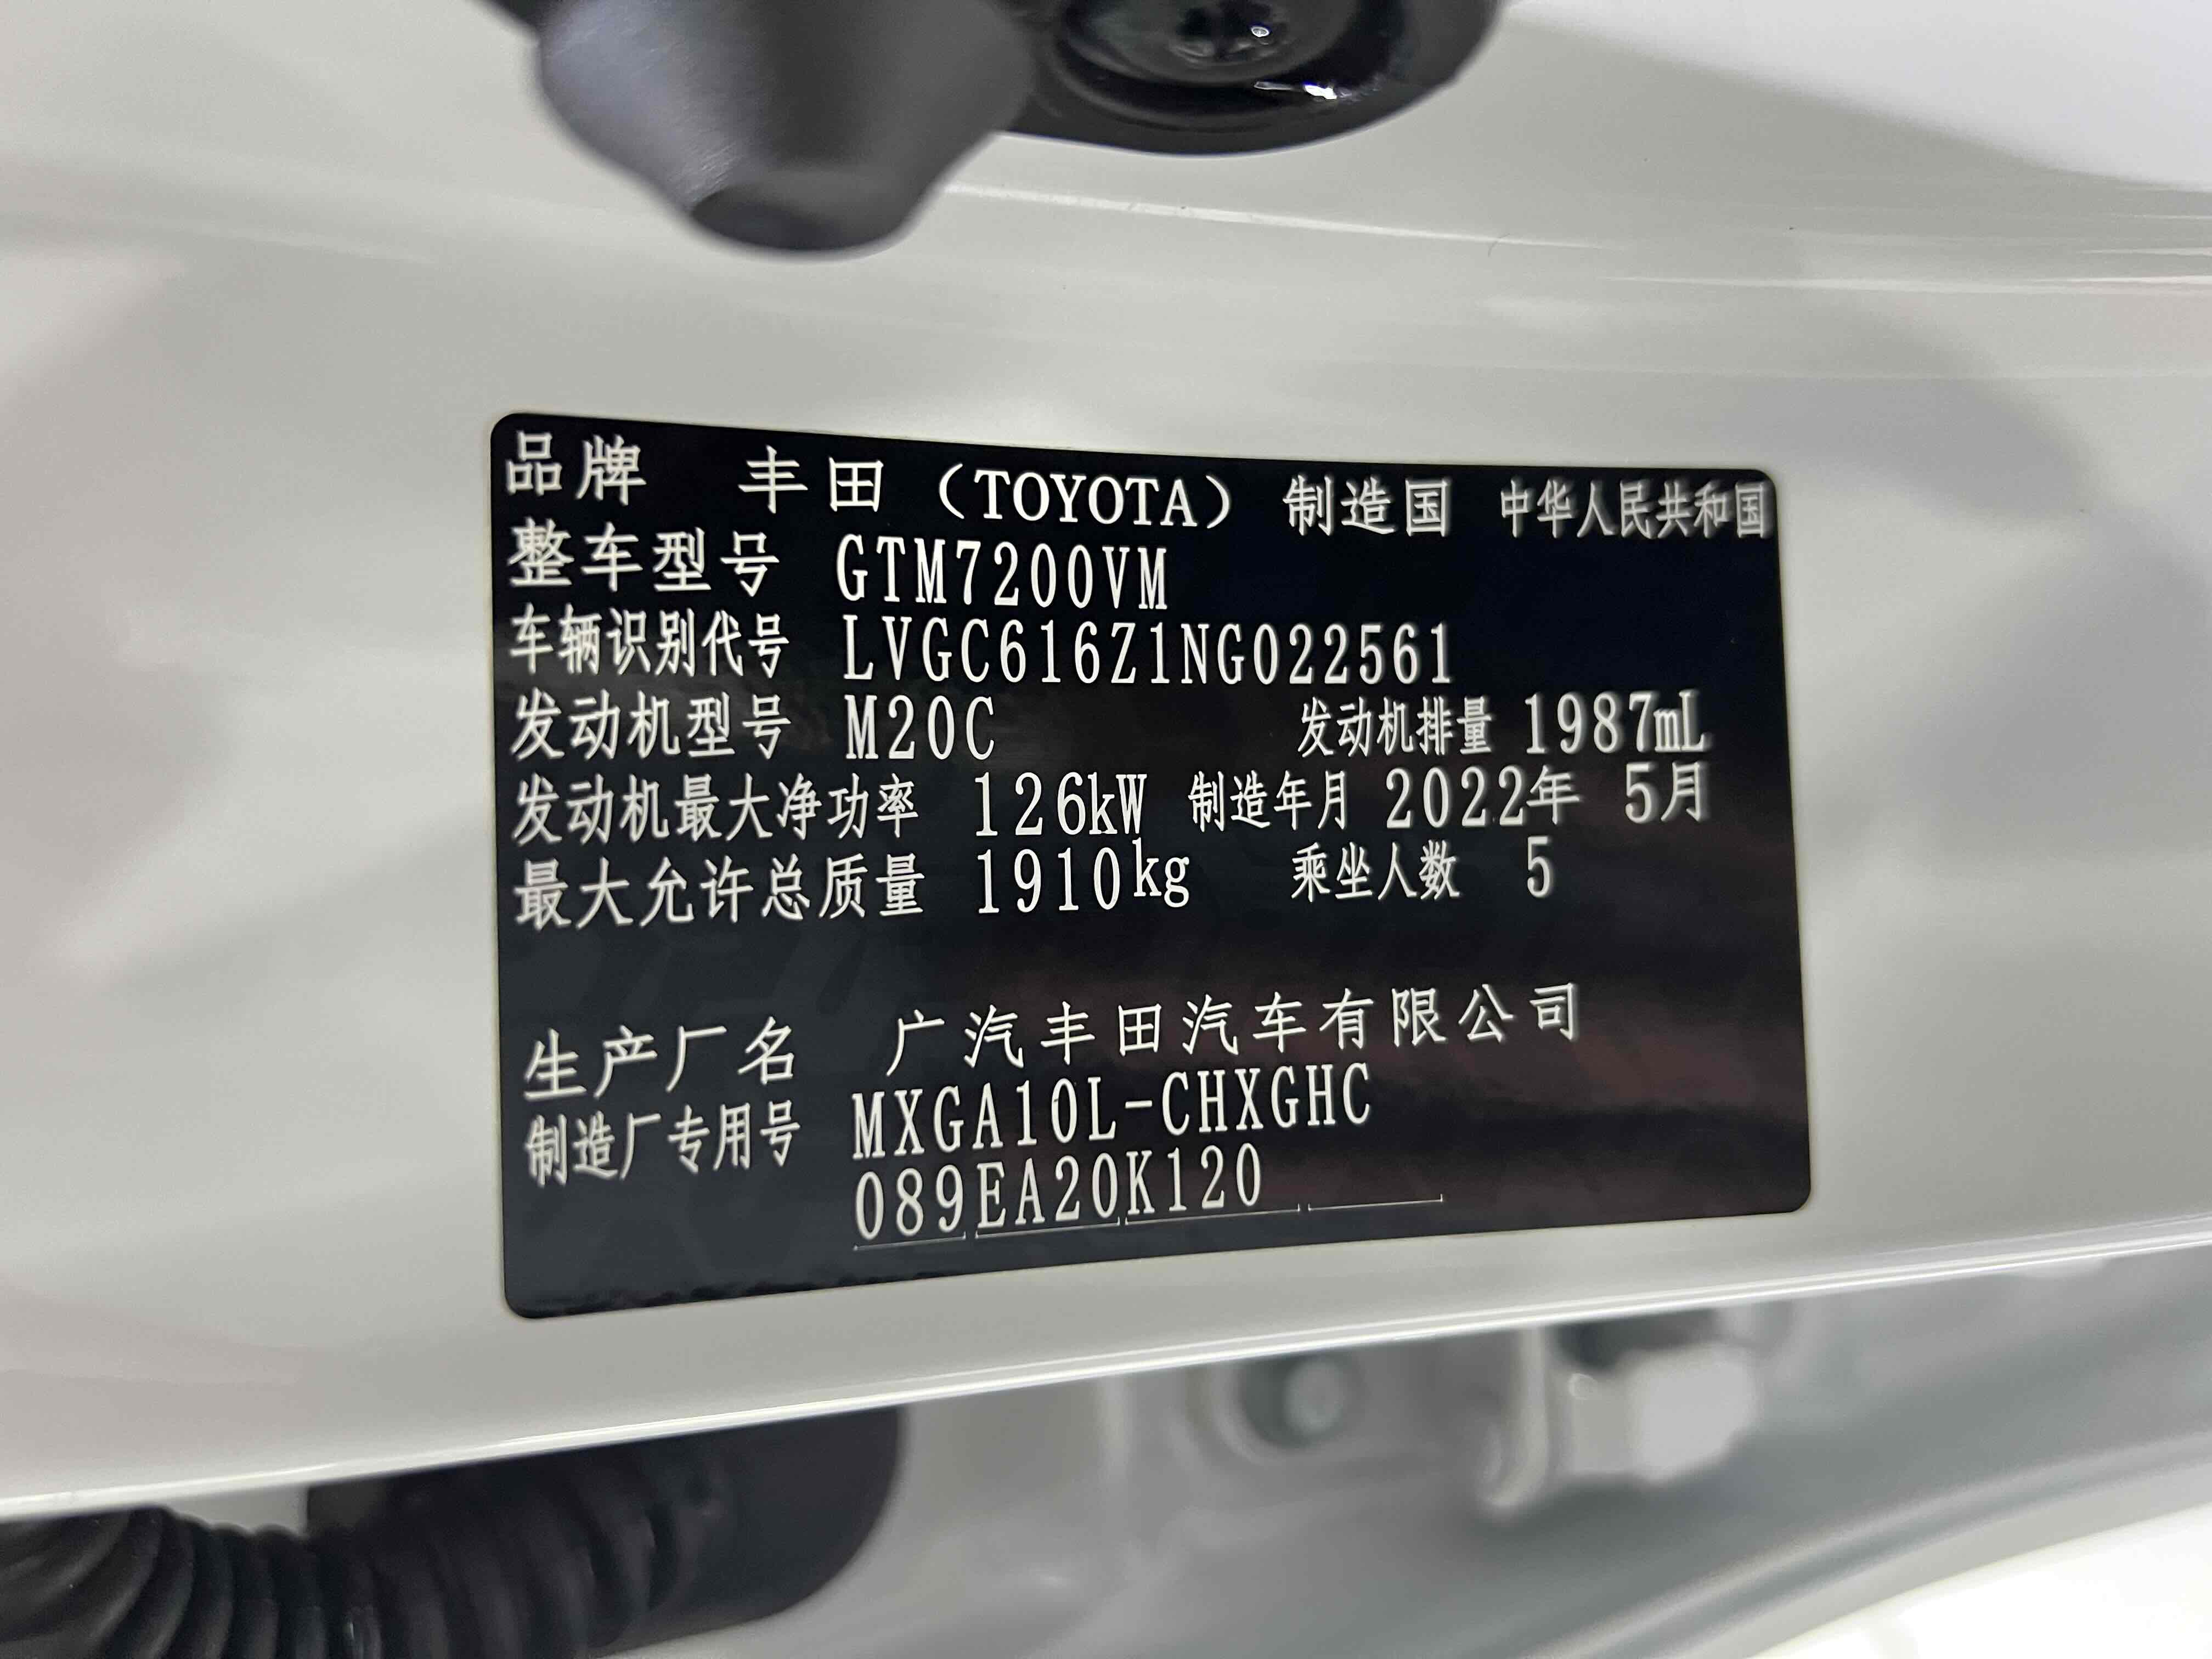 品牌 丰田（TOYOTA） 制造国 中华人民共和国
整车型号 GTM7200VM
车辆识别代号 LVGC616Z1NG022561
发动机型号 M20C 发动机排量 1987mL
发动机最大净功率 126kW 制造年月 2022年 5月
最大允许总质量 1910kg 乘坐人数 5
生产厂名 广汽丰田汽车有限公司
制造厂专用号 MXGA10L-CHXGHC
089EA20K120